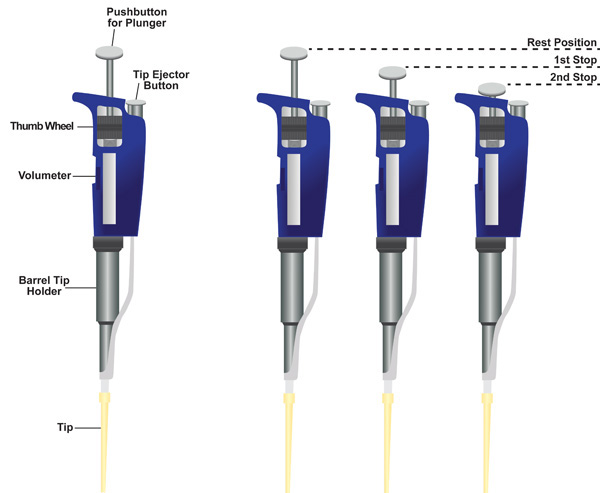 Pushbutton
for Plunger
Tip Ejector
Button
Thumb Wheel
Volumeter
Barrel Tip
Holder
Tip
Rest Position
1st Stop
2nd Stop